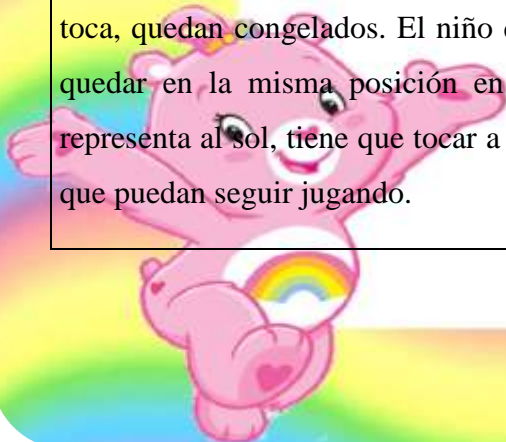 toca, quedan congelados. El niño
quedar en la misma posición en
representa al sol, tiene que tocar a
que puedan seguir jugando.